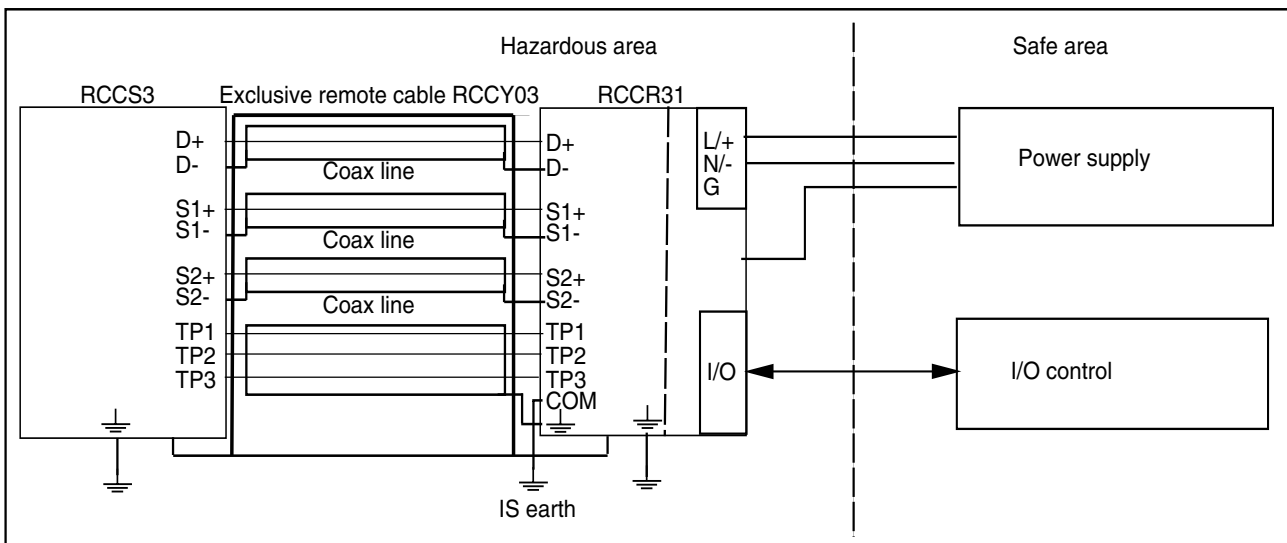 Hazardous area
Safe area
RCCS3
Exclusive remote cable RCCY03
RCCR31
D+
D-
S1+
S1-
S2+
S2-
TP1
TP2
TP3
Coax line
Coax line
Coax line
D+
D-
S1+
S1-
S2+
S2-
TP1
TP2
TP3
COM
IS earth
L/+
N/-
G
I/O
Power supply
I/O control